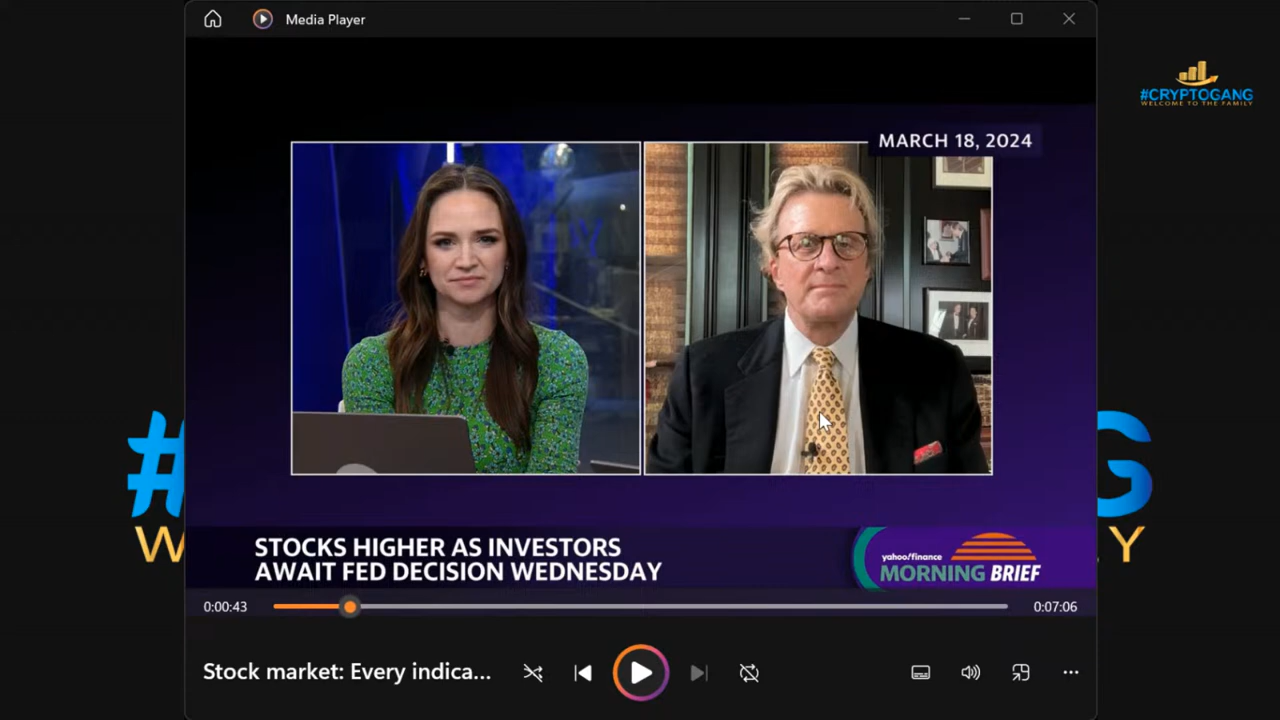 Media Player
#CRYPTOGANG
WELCOME TO THE FAMILY
MARCH 18, 2024
STOCKS HIGHER AS INVESTORS
AWAIT FED DECISION WEDNESDAY
yahoo!finance
MORNING BRIEF
#
G
W
Y
0:00:43
0:07:06
Stock market: Every indica...